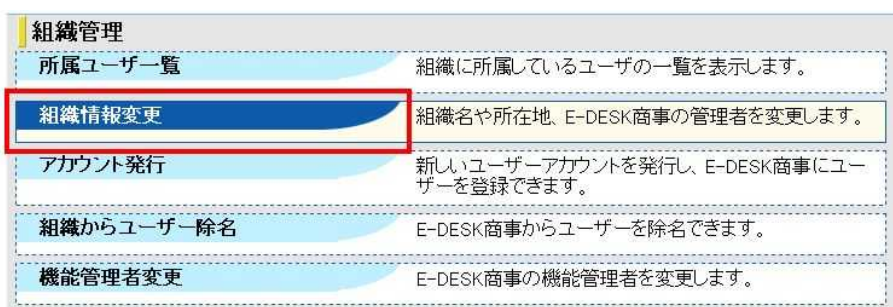 組織管理
所属ユーザ一覧
組織に所属しているユーザの一覧を表示します。
組織情報変更
組織名や所在地、E-DESK商事の管理者を変更します。
アカウント発行
新しいユーザーアカウントを発行し、E-DESK商事にユー
ザーを登録できます。
組織からユーザー除名
E-DESK商事からユーザーを除名できます。
機能管理者変更
E-DESK商事の機能管理者を変更します。